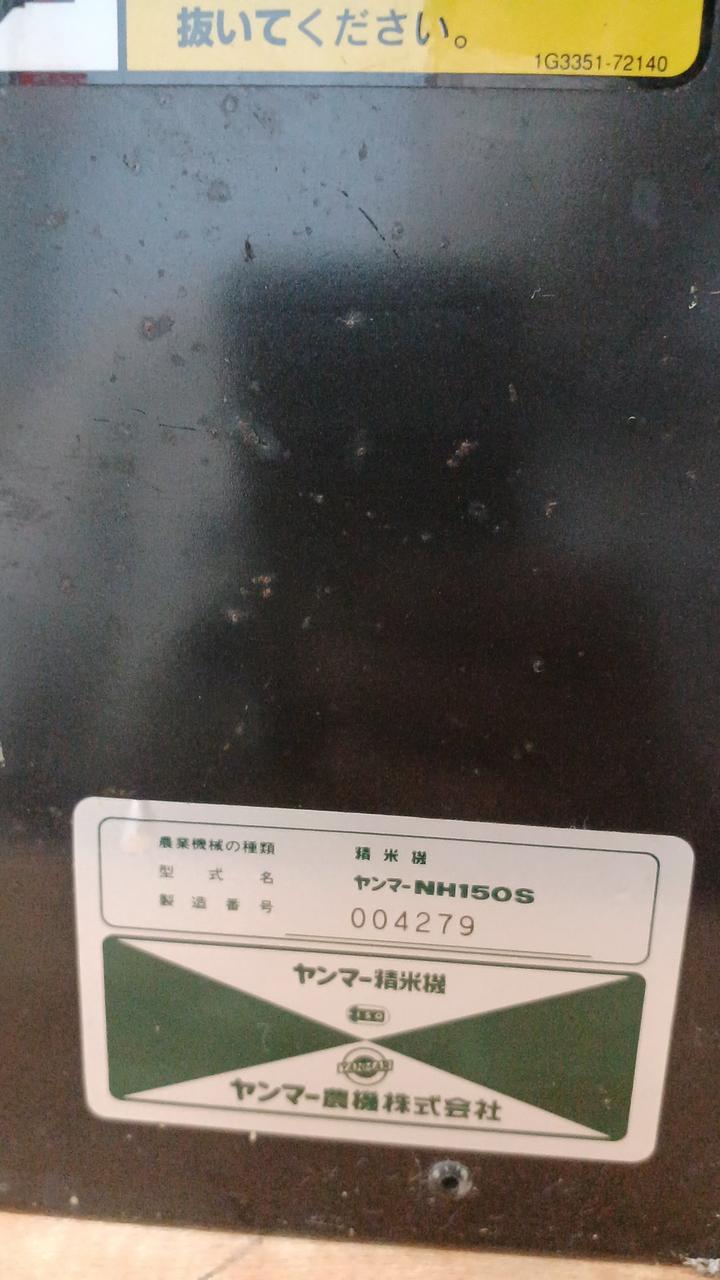 抜いてください。
1G3351-72140
農業機械の種類 精米機
型式名 ヤンマーNH150S
製造番号 004279
ヤンマー精米機
YANMAR
ヤンマー農機株式会社